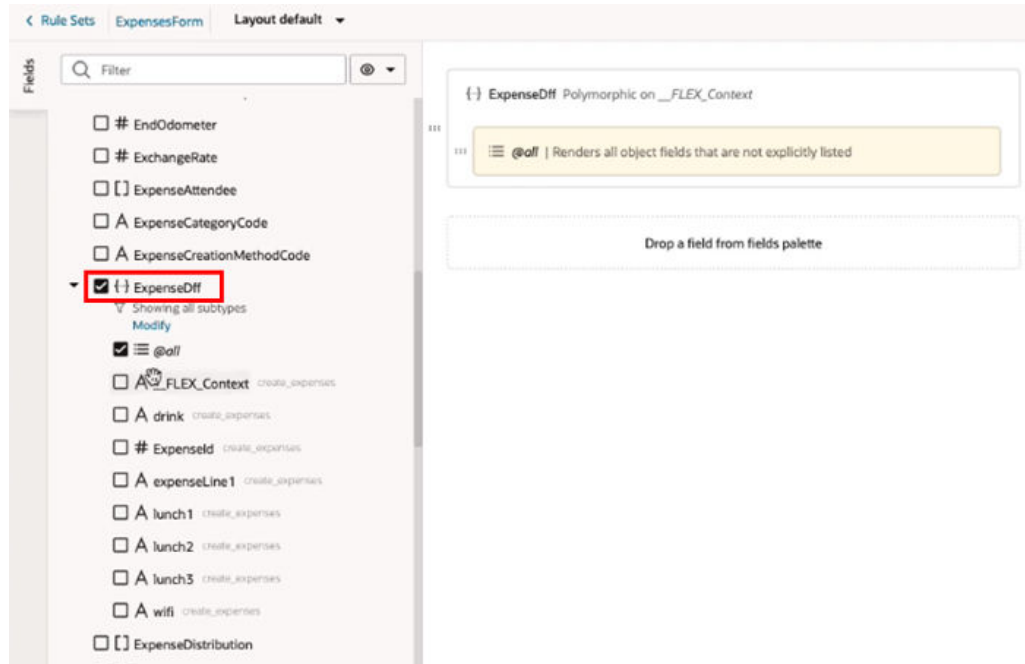 Rule Sets ExpensesForm Layout default
Fields
Filter
# EndOdometer
# ExchangeRate
[] ExpenseAttendee
A ExpenseCategoryCode
A ExpenseCreationMethodCode
{-} ExpenseDff
Showing all subtypes
Modify
@all
A __FLEX_Context create_expenses
A drink create_expenses
# ExpenseId create_expenses
A expenseLine1 create_expenses
A lunch1 create_expenses
A lunch2 create_expenses
A lunch3 create_expenses
A wifi create_expenses
[] ExpenseDistribution
{-} ExpenseDff Polymorphic on __FLEX_Context
@all | Renders all object fields that are not explicitly listed
Drop a field from fields palette